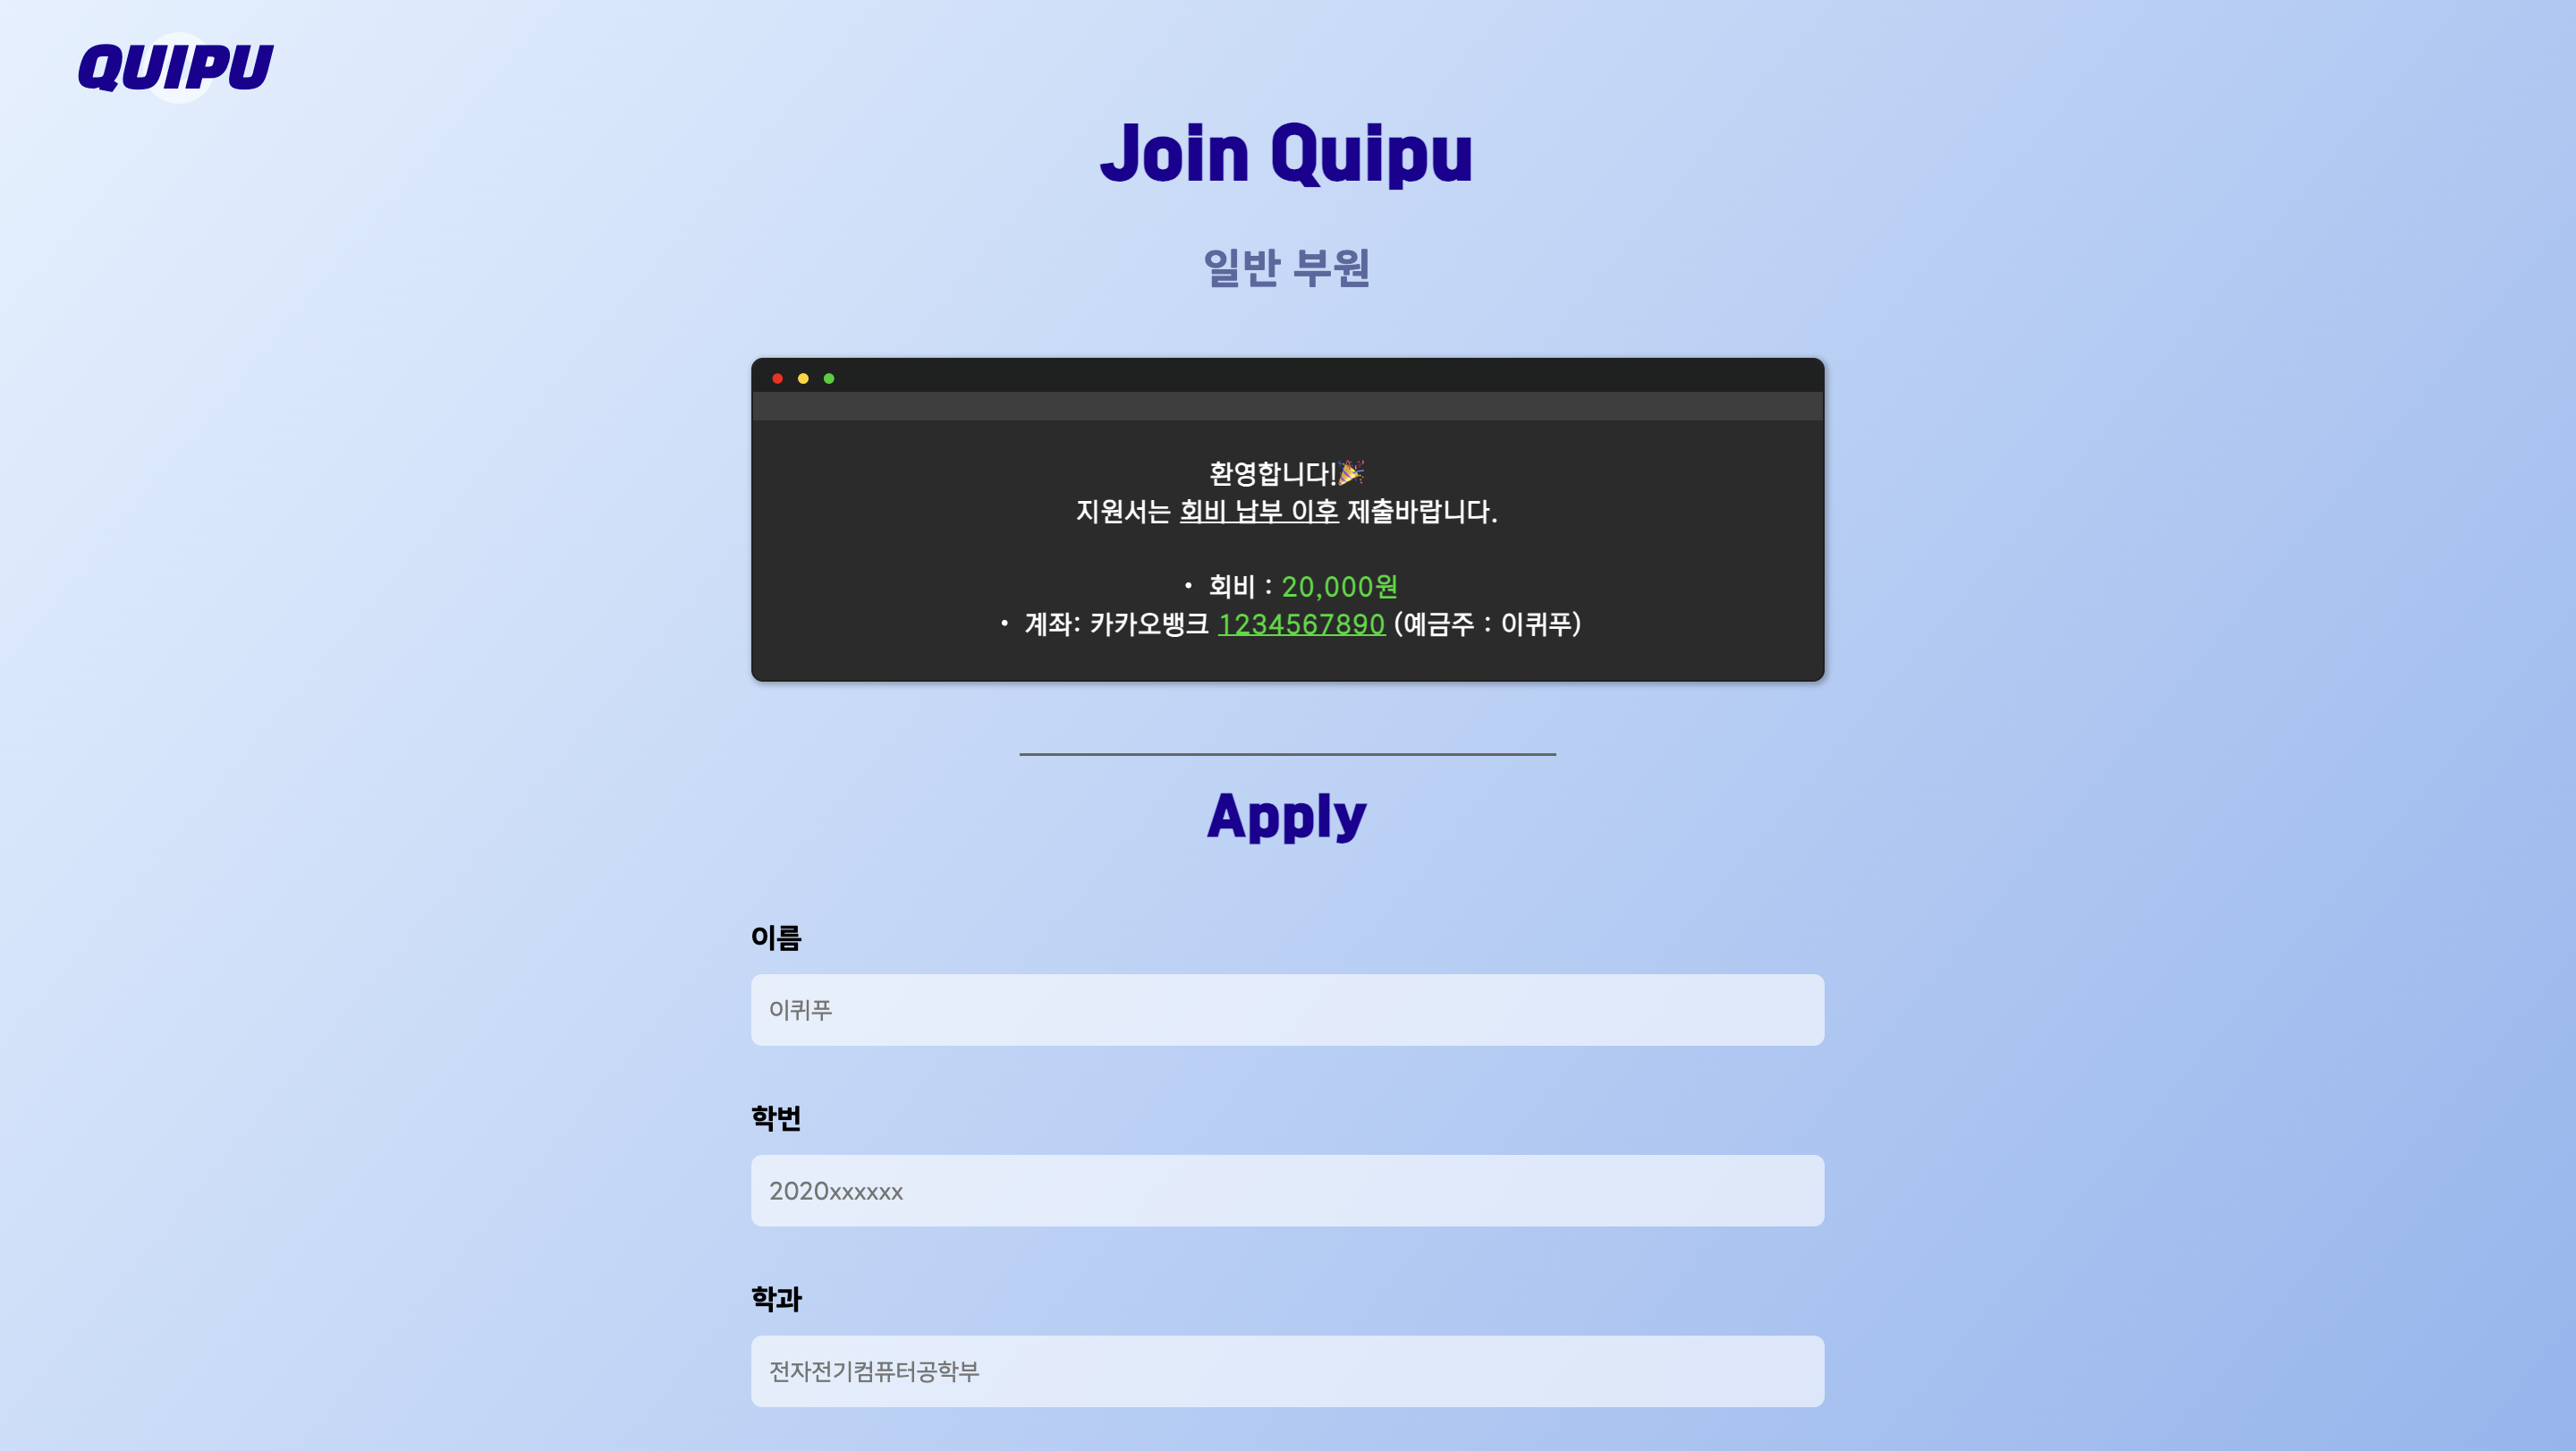 QUIPU
Join Quipu
일반 부원
환영합니다!🎉
지원서는 회비 납부 이후 제출바랍니다.
• 회비 : 20,000원
• 계좌: 카카오뱅크 1234567890 (예금주 : 이퀴푸)
Apply
이름
이퀴푸
학번
2020xxxxxx
학과
전자전기컴퓨터공학부